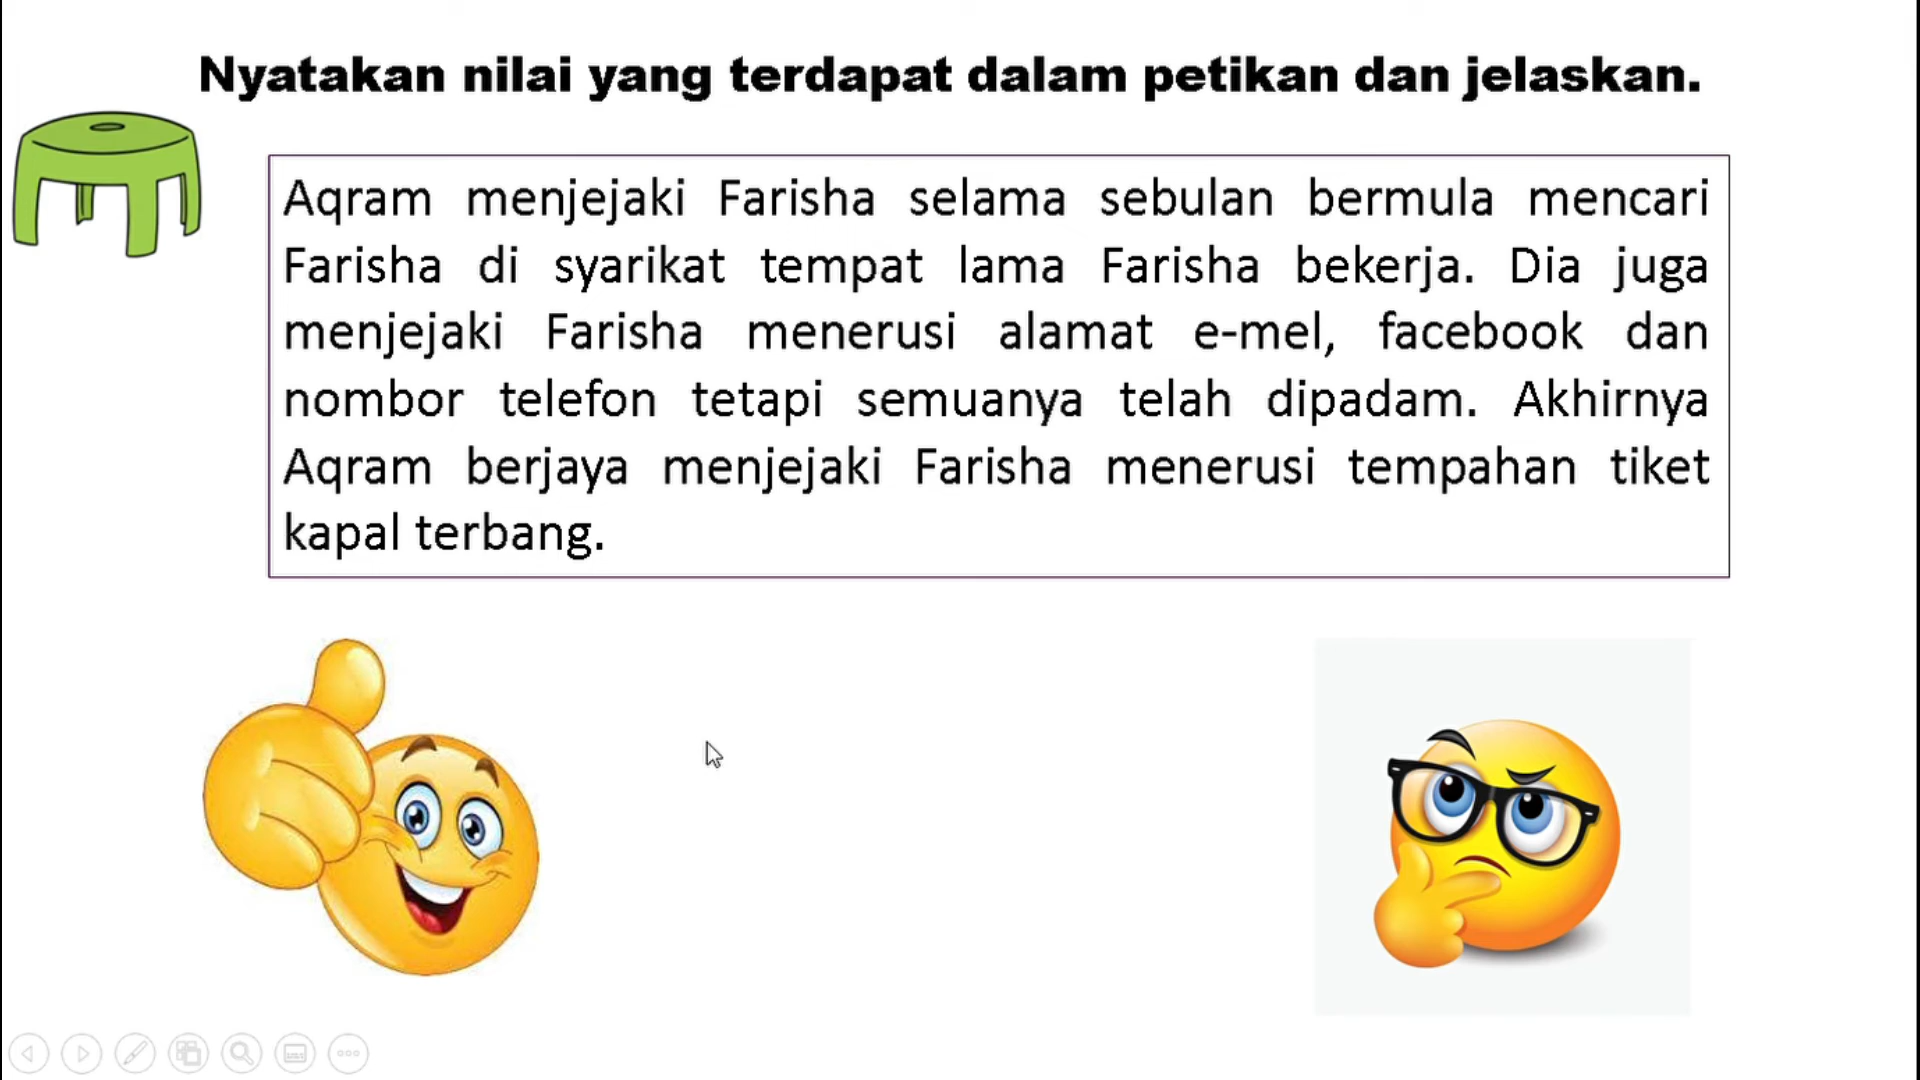 Nyatakan nilai yang terdapat dalam petikan dan jelaskan.
Aqram menjejaki Farisha selama sebulan bermula mencari
Farisha di syarikat tempat lama Farisha bekerja. Dia juga
menjejaki Farisha menerusi alamat e-mel, facebook dan
nombor telefon tetapi semuanya telah dipadam. Akhirnya
Aqram berjaya menjejaki Farisha menerusi tempahan tiket
kapal terbang.